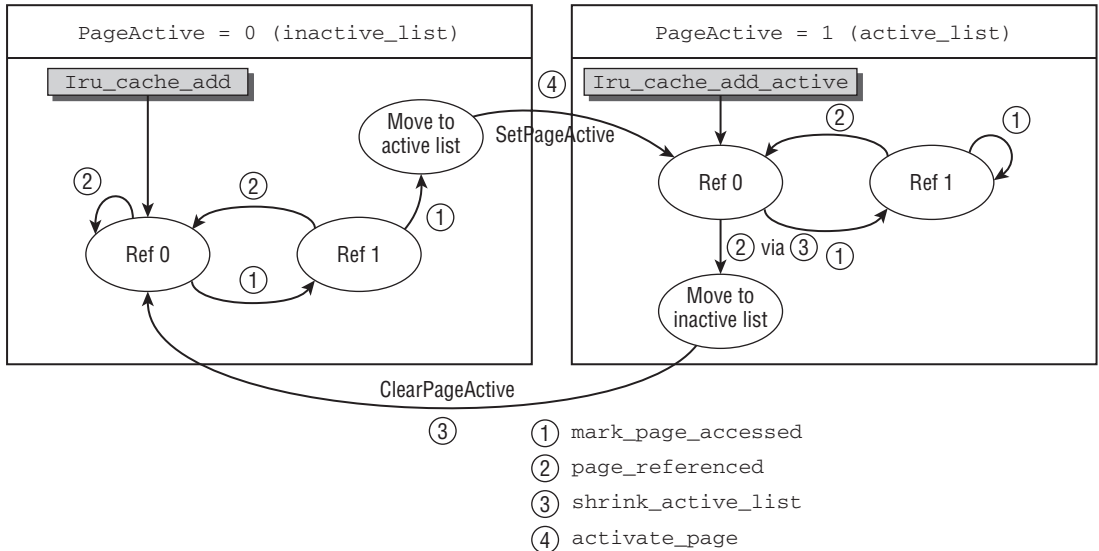 PageActive = 0 (inactive_list)
Iru_cache_add
Move to
active list
②
②
①
Ref 0
Ref 1
①
④
SetPageActive
PageActive = 1 (active_list)
Iru_cache_add_active
②
①
Ref 0
Ref 1
② via ③
①
Move to
inactive list
ClearPageActive
③
① mark_page_accessed
② page_referenced
③ shrink_active_list
④ activate_page